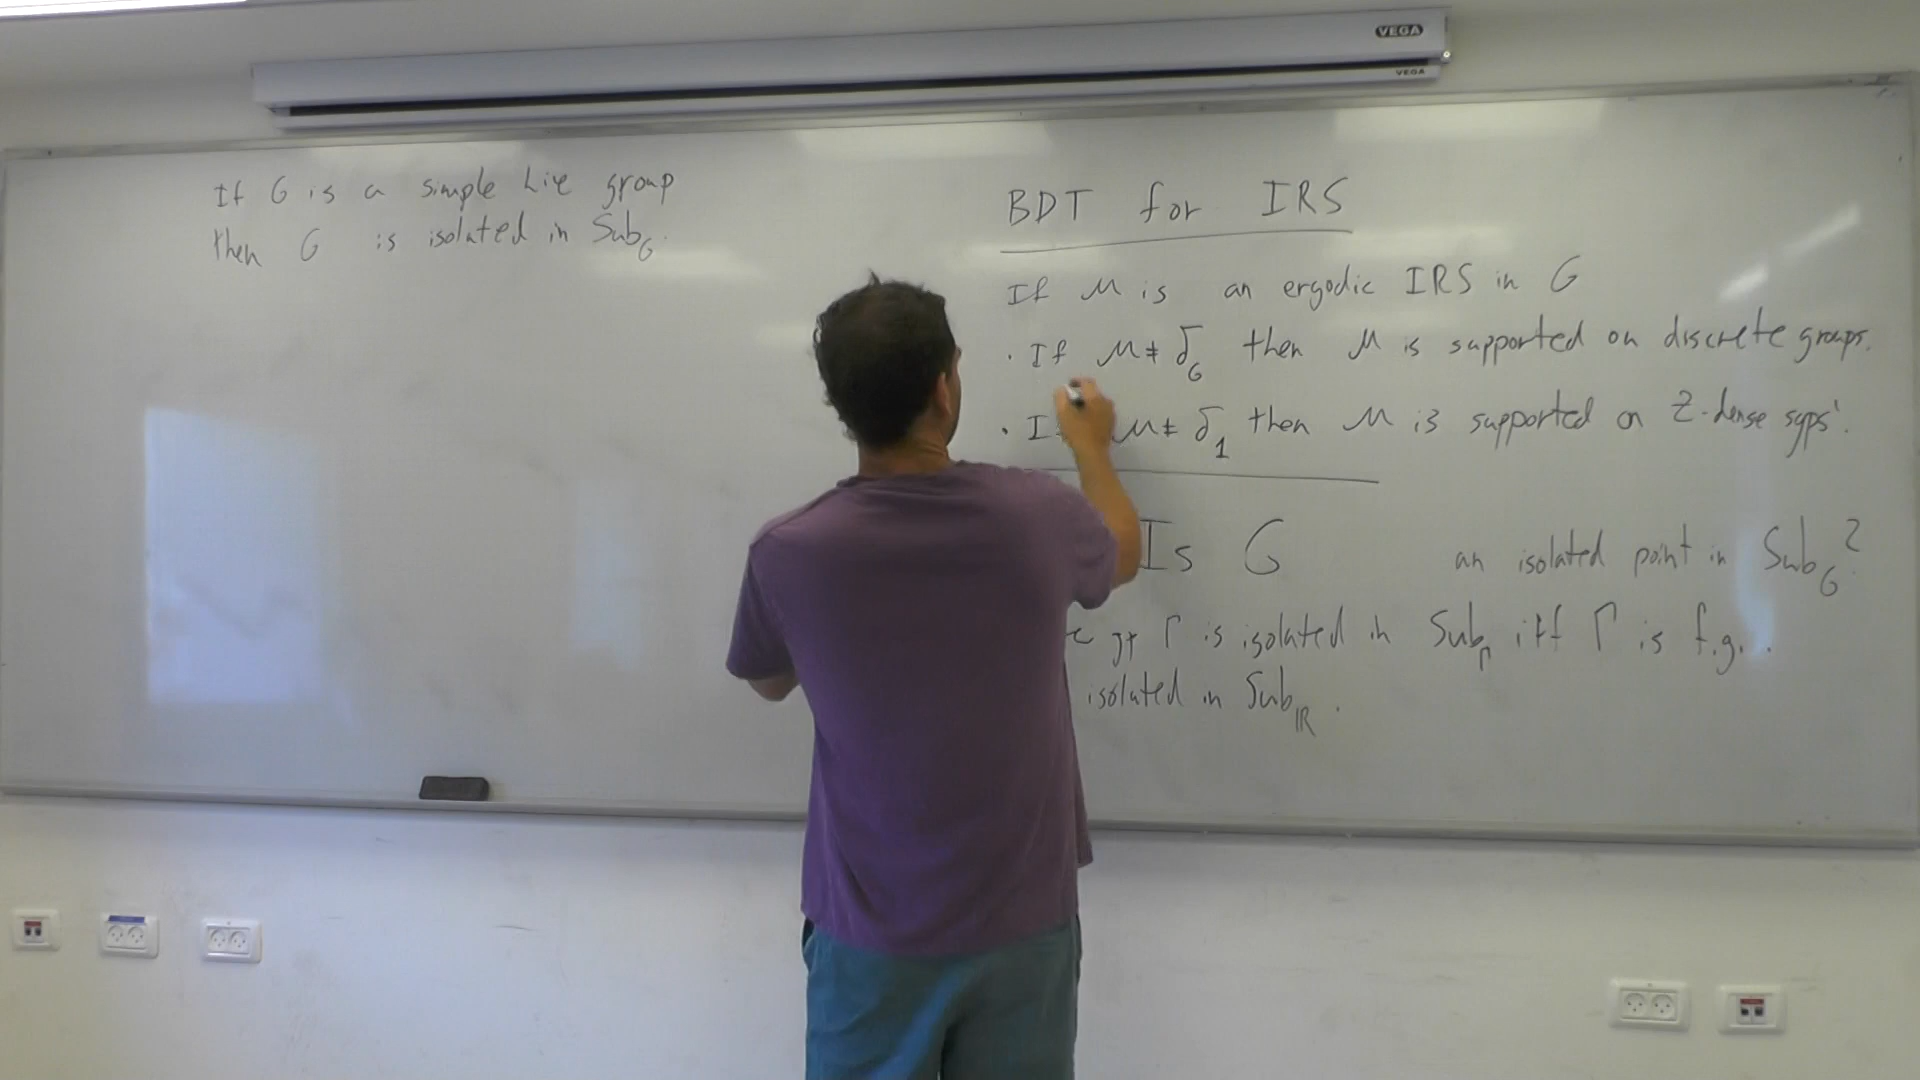 VEGA
VEGA
If G is a simple Lie group
then G is isolated in Sub_G.
BDT for IRS
If μ is an ergodic IRS in G
· If μ ≠ δ_G then μ is supported on discrete groups.
· If μ ≠ δ_1 then μ is supported on Z-dense sgps'.
Is G an isolated point in Sub_G?
gp Γ is isolated in Sub_Γ iff Γ is f.g..
isolated in Sub_ℝ.